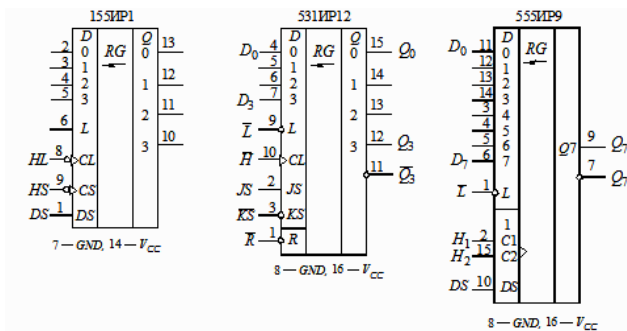 155ИР1
2
3
4
5
6
HL 8
HS 9
DS 1
D
0
1
2
3
L
CL
CS
DS
RG
Q
0
1
2
3
13
12
11
10
7 — GND, 14 — VCC
531ИР12
D0 4
5
6
D3 7
L̅ 9
H̅ 10
JS 2
K̅S̅ 3
R̅ 1
D
0
1
2
3
L
CL
JS
KS
R
RG
Q
0
1
2
3
15 Q0
14
13
12 Q3
11 Q̅3
8 — GND, 16 — VCC
555ИР9
D0 11
12
13
14
3
4
5
D7 6
L̅ 1
H1 2
H2 15
DS 10
D
0
1
2
3
4
5
6
7
L
1
C1
C2
DS
RG
Q7
9 Q7
7 Q7
8 — GND, 16 — VCC